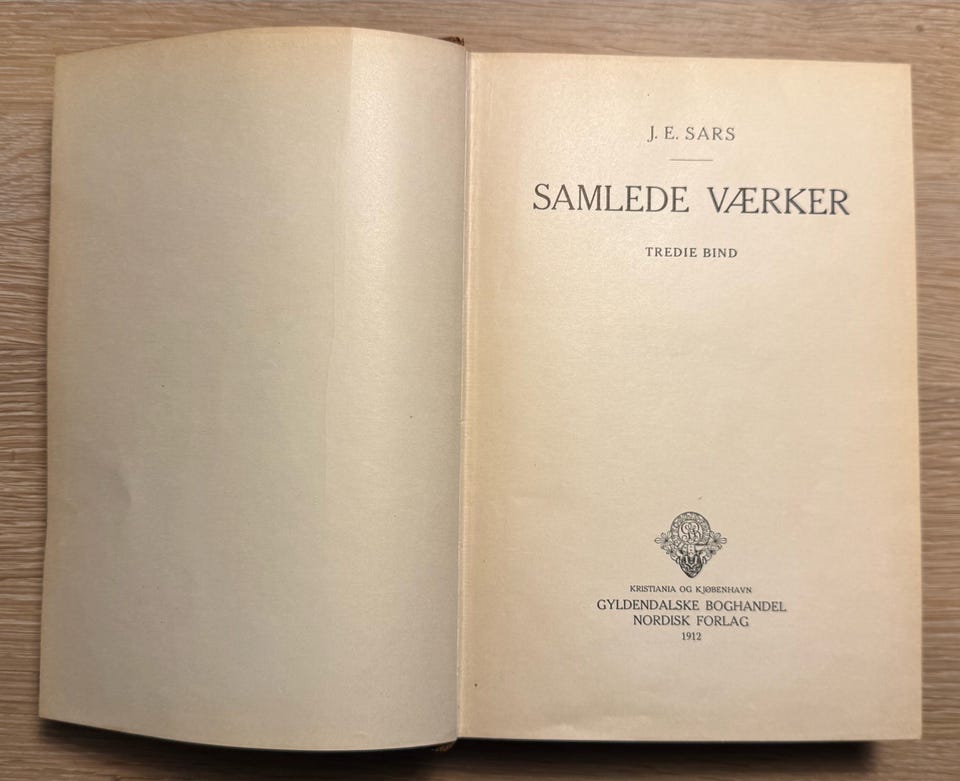 J. E. SARS
SAMLEDE VÆRKER
TREDIE BIND
KRISTIANIA OG KJØBENHAVN
GYLDENDALSKE BOGHANDEL
NORDISK FORLAG
1912